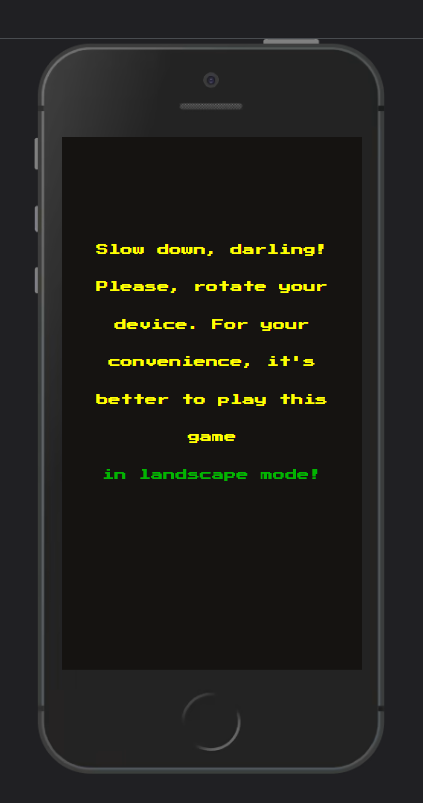 Slow down, darling!
Please, rotate your
device. For your
convenience, it's
better to play this
game
in landscape mode!